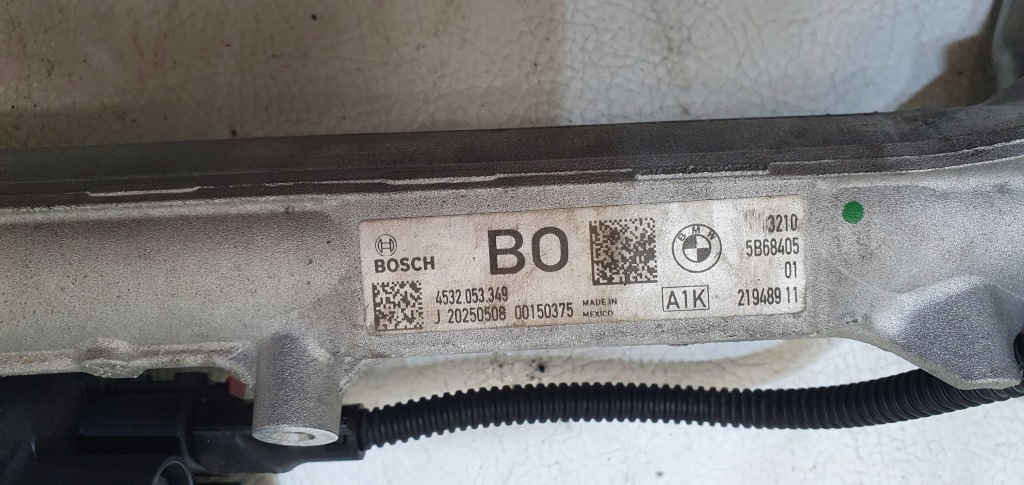 BOSCH
BO
4532.053.349
J 20250508 00150375
MADE IN
MEXICO
BMW
A1K
3210
5B68405
01
21948911